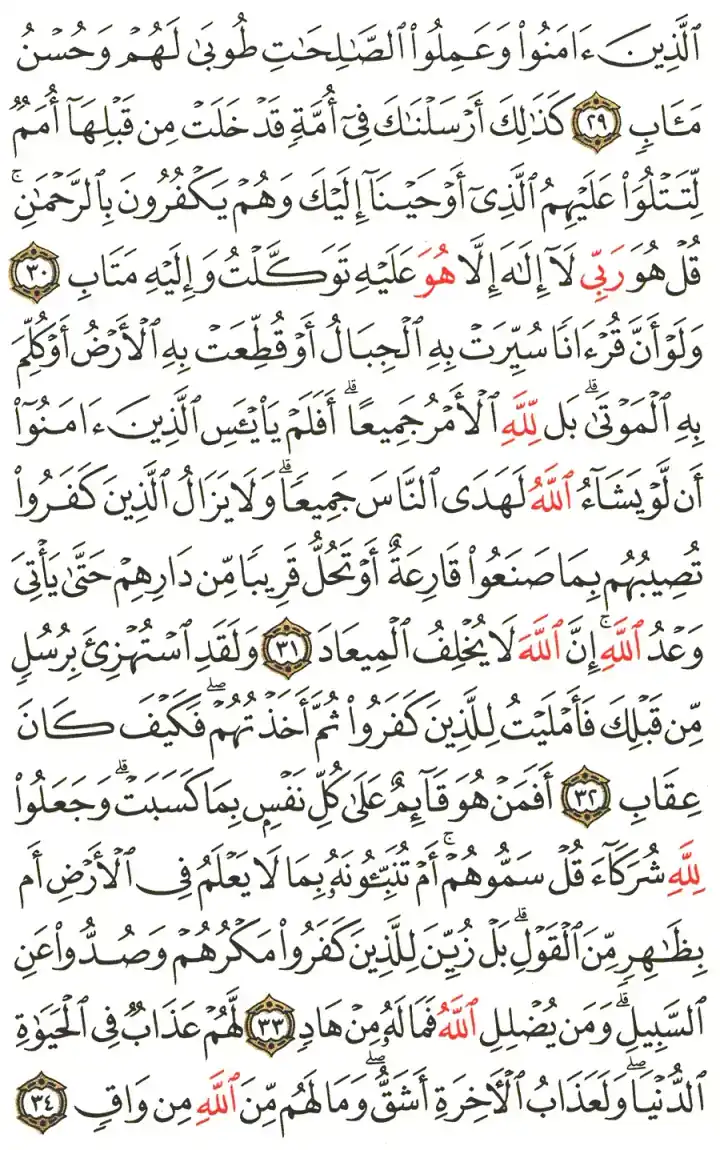 ٱلَّذِينَ ءَامَنُوا۟ وَعَمِلُوا۟ ٱلصَّـٰلِحَـٰتِ طُوبَىٰ لَهُمْ وَحُسْنُ
مَـَٔابٍ ٢٩ كَذَٰلِكَ أَرْسَلْنَـٰكَ فِىٓ أُمَّةٍ قَدْ خَلَتْ مِن قَبْلِهَآ أُمَمٌ
لِّتَتْلُوَا۟ عَلَيْهِمُ ٱلَّذِىٓ أَوْحَيْنَآ إِلَيْكَ وَهُمْ يَكْفُرُونَ بِٱلرَّحْمَـٰنِ ۚ
قُلْ هُوَ رَبِّى لَآ إِلَـٰهَ إِلَّا هُوَ عَلَيْهِ تَوَكَّلْتُ وَإِلَيْهِ مَتَابِ ٣٠
وَلَوْ أَنَّ قُرْءَانًا سُيِّرَتْ بِهِ ٱلْجِبَالُ أَوْ قُطِّعَتْ بِهِ ٱلْأَرْضُ أَوْ كُلِّمَ
بِهِ ٱلْمَوْتَىٰ ۗ بَل لِّلَّهِ ٱلْأَمْرُ جَمِيعًا ۗ أَفَلَمْ يَا۟يْـَٔسِ ٱلَّذِينَ ءَامَنُوٓا۟
أَن لَّوْ يَشَآءُ ٱللَّهُ لَهَدَى ٱلنَّاسَ جَمِيعًا ۗ وَلَا يَزَالُ ٱلَّذِينَ كَفَرُوا۟
تُصِيبُهُم بِمَا صَنَعُوا۟ قَارِعَةٌ أَوْ تَحُلُّ قَرِيبًا مِّن دَارِهِمْ حَتَّىٰ يَأْتِىَ
وَعْدُ ٱللَّهِ ۚ إِنَّ ٱللَّهَ لَا يُخْلِفُ ٱلْمِيعَادَ ٣١ وَلَقَدِ ٱسْتُهْزِئَ بِرُسُلٍ
مِّن قَبْلِكَ فَأَمْلَيْتُ لِلَّذِينَ كَفَرُوا۟ ثُمَّ أَخَذْتُهُمْ ۖ فَكَيْفَ كَانَ
عِقَابِ ٣٢ أَفَمَنْ هُوَ قَآئِمٌ عَلَىٰ كُلِّ نَفْسٍۭ بِمَا كَسَبَتْ ۗ وَجَعَلُوا۟
لِلَّهِ شُرَكَآءَ قُلْ سَمُّوهُمْ ۚ أَمْ تُنَبِّـُٔونَهُۥ بِمَا لَا يَعْلَمُ فِى ٱلْأَرْضِ أَم
بِظَـٰهِرٍ مِّنَ ٱلْقَوْلِ ۗ بَلْ زُيِّنَ لِلَّذِينَ كَفَرُوا۟ مَكْرُهُمْ وَصُدُّوا۟ عَنِ
ٱلسَّبِيلِ ۗ وَمَن يُضْلِلِ ٱللَّهُ فَمَا لَهُۥ مِنْ هَادٍ ٣٣ لَّهُمْ عَذَابٌ فِى ٱلْحَيَوٰةِ
ٱلدُّنْيَا ۖ وَلَعَذَابُ ٱلْـَٔاخِرَةِ أَشَقُّ ۖ وَمَا لَهُم مِّنَ ٱللَّهِ مِن وَاقٍ ٣٤